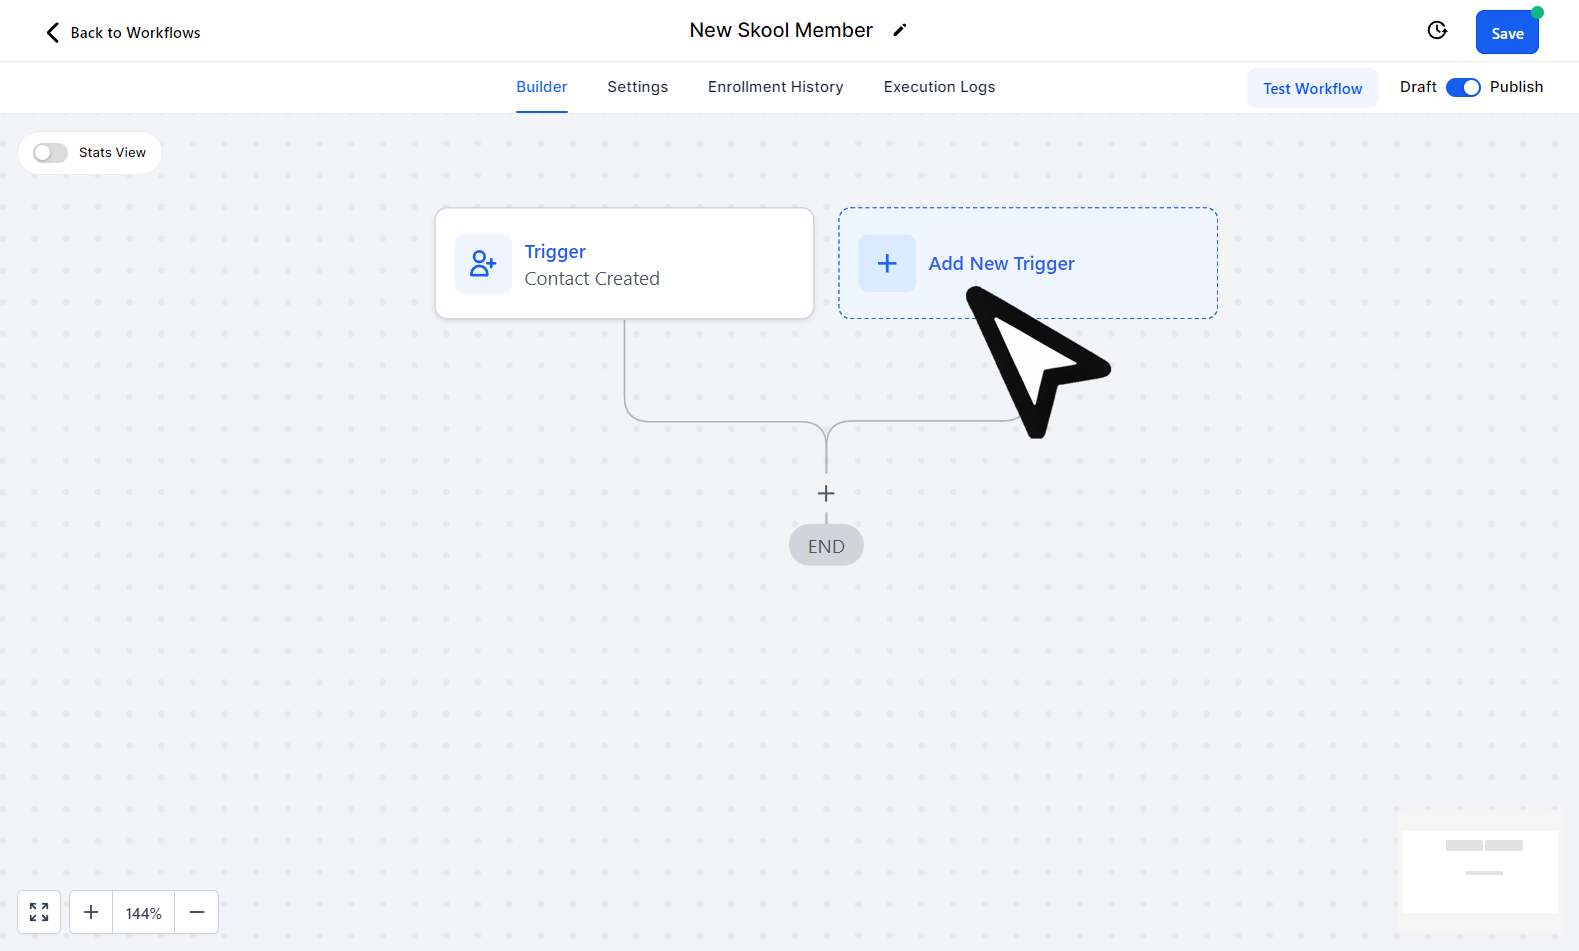 Back to Workflows
New Skool Member
Save
Builder
Settings
Enrollment History
Execution Logs
Test Workflow
Draft
Publish
Stats View
Trigger
Contact Created
Add New Trigger
END
144%